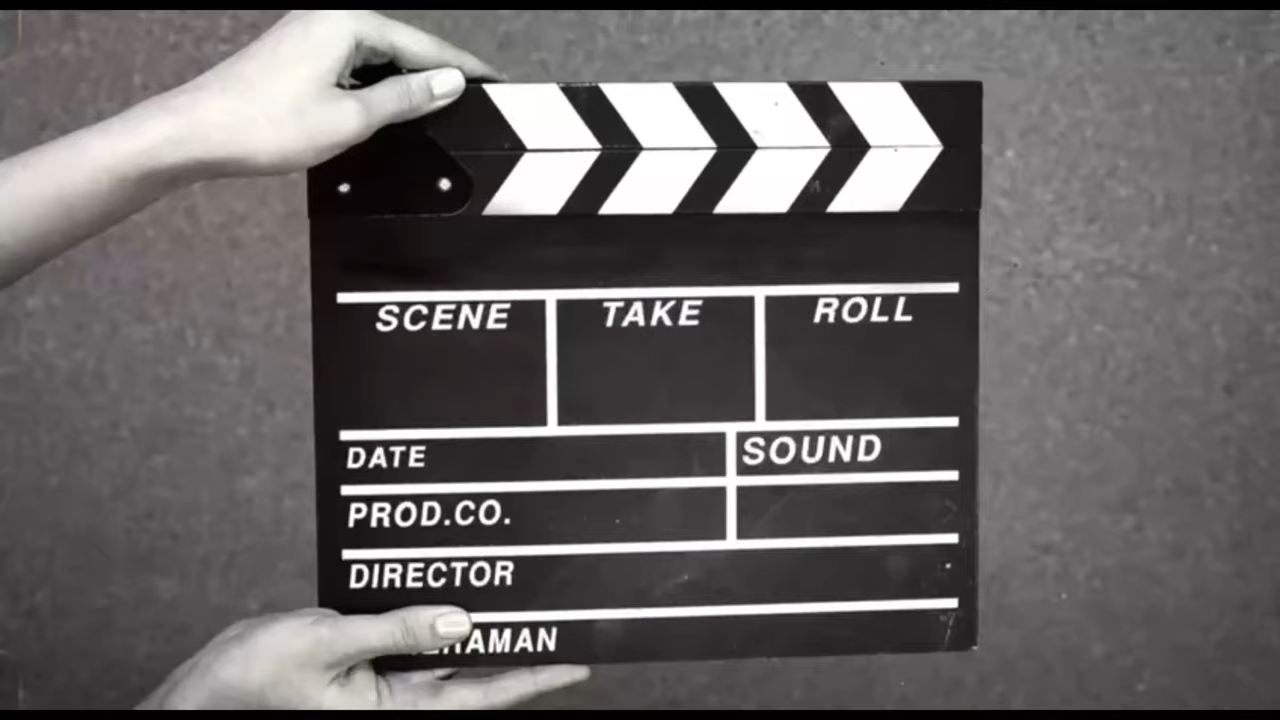 SCENE TAKE ROLL
DATE SOUND
PROD.CO.
DIRECTOR